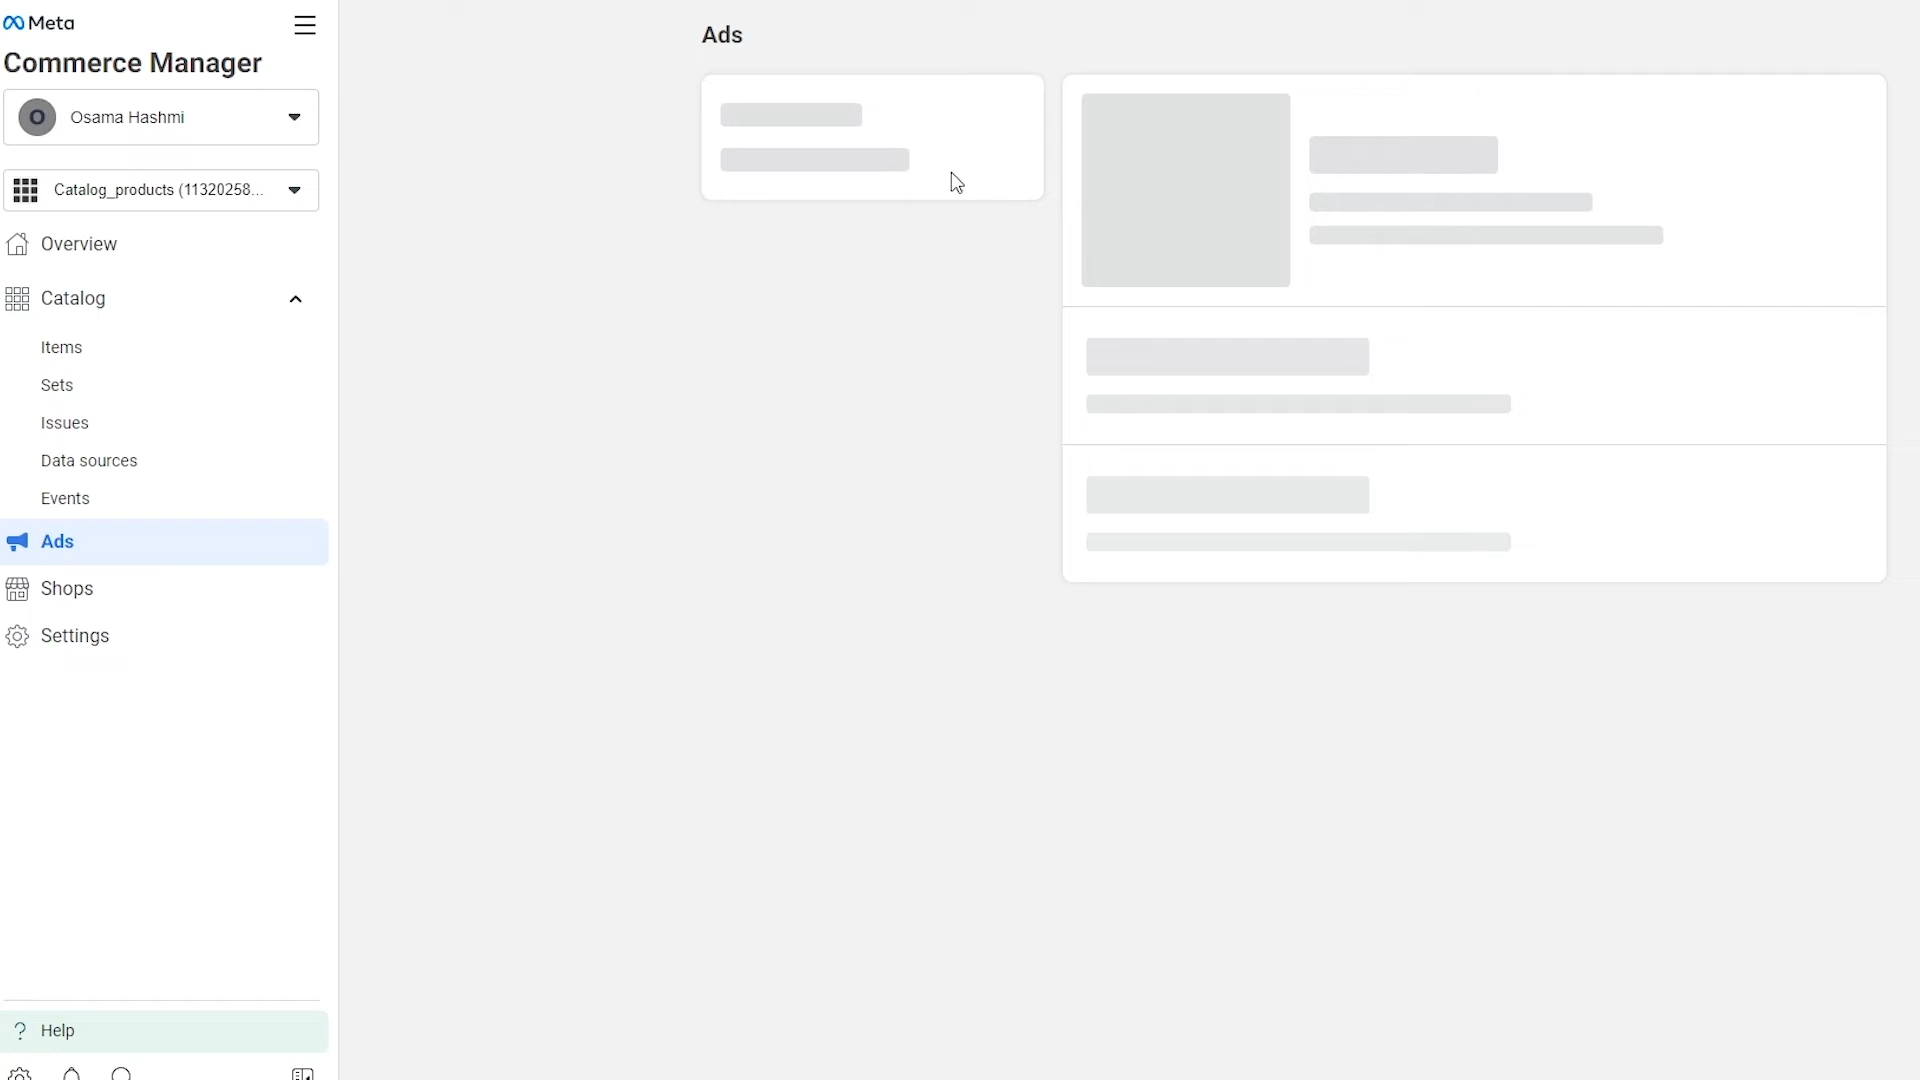 Meta
Commerce Manager
O Osama Hashmi
Catalog_products (11320258...
Overview
Catalog
Items
Sets
Issues
Data sources
Events
Ads
Shops
Settings
? Help
Ads